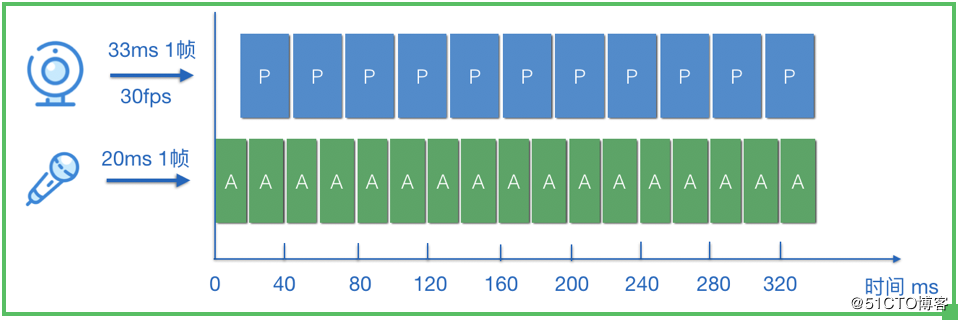 33ms 1帧
30fps
P P P P P P P P P P P
20ms 1帧
A A A A A A A A A A A A A A A A A
0 40 80 120 160 200 240 280 320 时间 ms
@51CTO博客